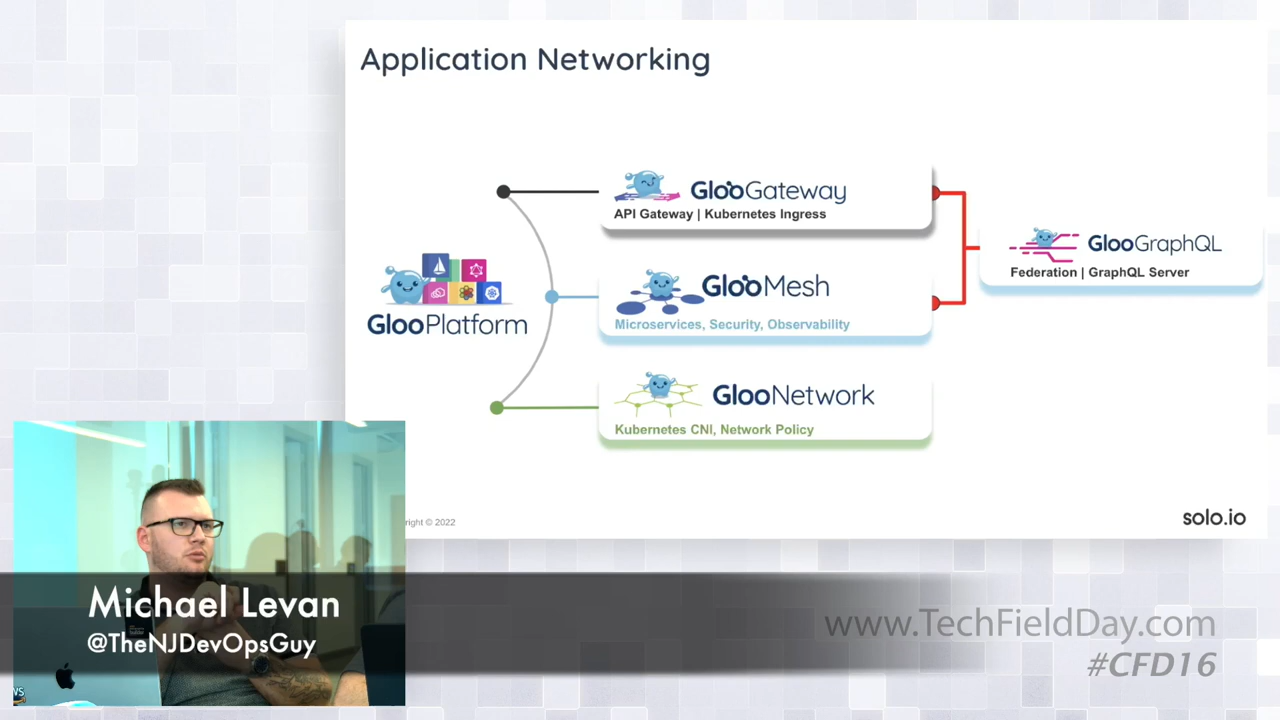 Application Networking
GlooGateway
API Gateway | Kubernetes Ingress
GlooGraphQL
Federation | GraphQL Server
GlooMesh
Microservices, Security, Observability
GlooPlatform
GlooNetwork
Kubernetes CNI, Network Policy
right © 2022
solo.io
Michael Levan
@TheNJDevOpsGuy
www.TechFieldDay.com
#CFD16